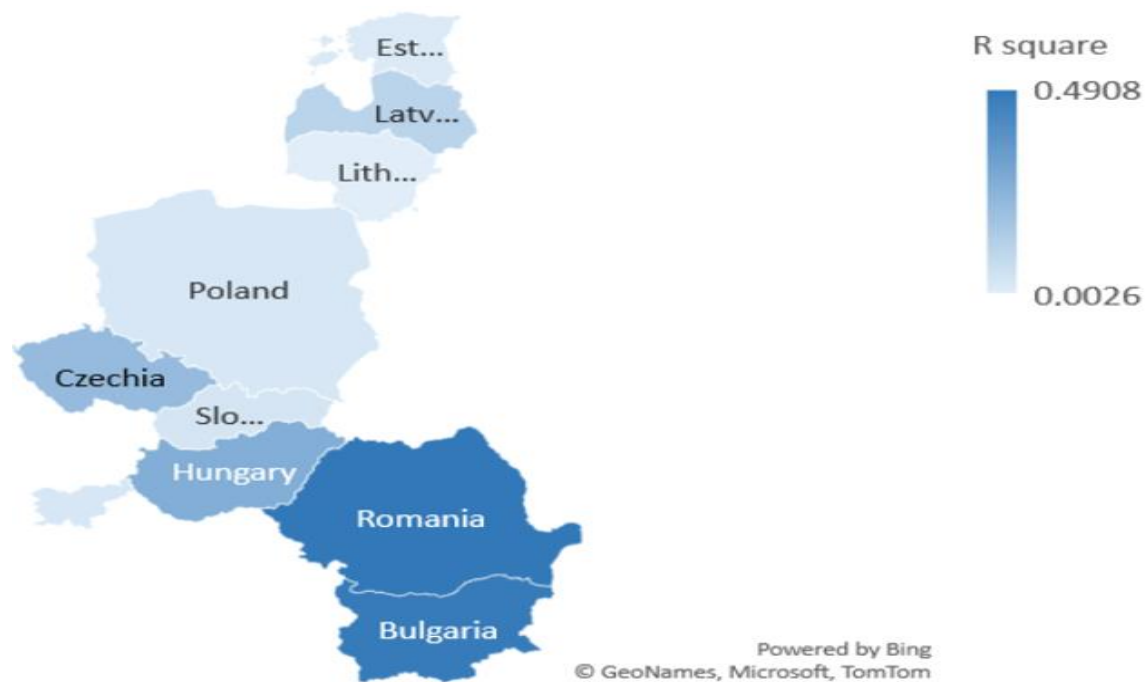 Est...
Latv...
Lith...
Poland
Czechia
Slo...
Hungary
Romania
Bulgaria
R square
0.4908
0.0026
Powered by Bing
© GeoNames, Microsoft, TomTom